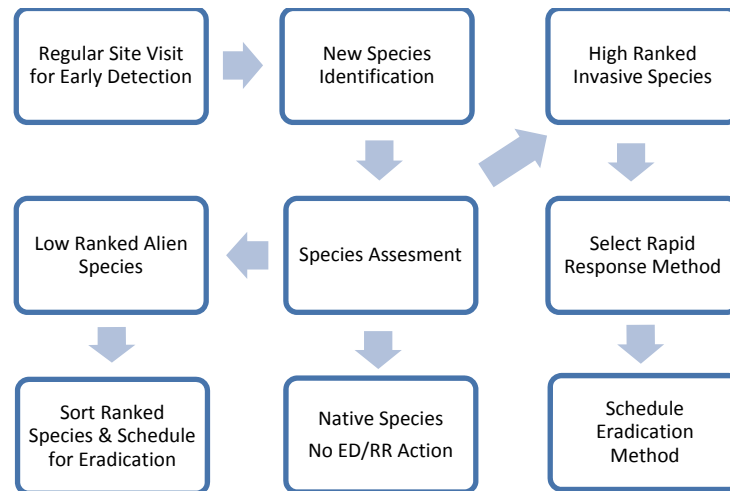 Regular Site Visit
for Early Detection
New Species
Identification
High Ranked
Invasive Species
Low Ranked Alien
Species
Species Assesment
Select Rapid
Response Method
Sort Ranked
Species & Schedule
for Eradication
Native Species
No ED/RR Action
Schedule
Eradication
Method